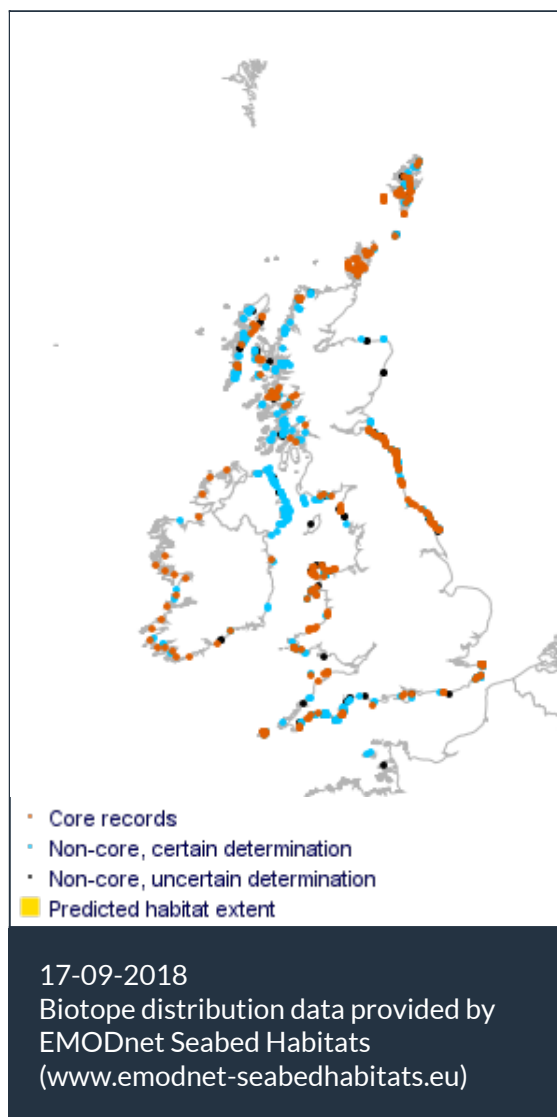 Core records
Non-core, certain determination
Non-core, uncertain determination
Predicted habitat extent
17-09-2018
Biotope distribution data provided by
EMODnet Seabed Habitats
(www.emodnet-seabedhabitats.eu)